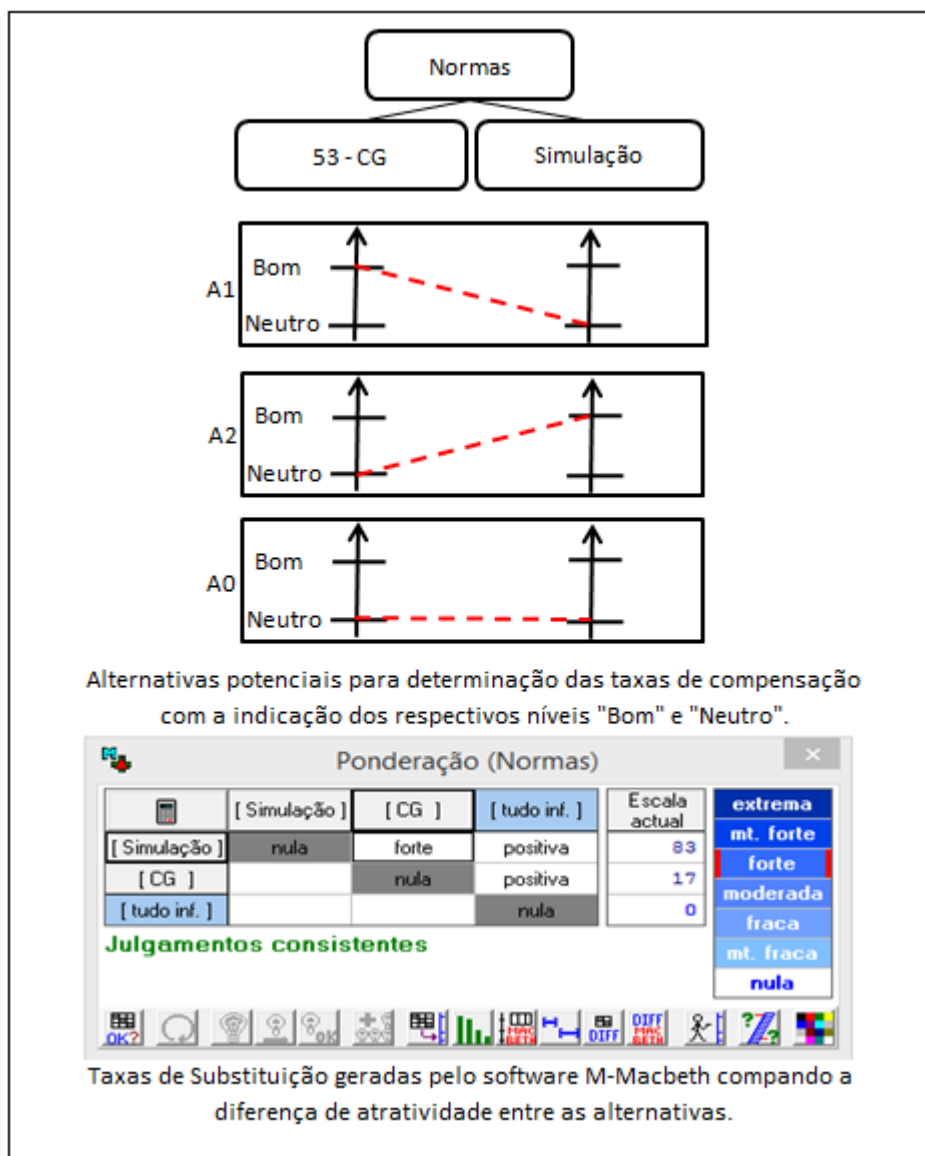 Normas
53 - CG Simulação
Bom
A1
Neutro
Bom
A2
Neutro
Bom
A0
Neutro
Alternativas potenciais para determinação das taxas de compensação
com a indicação dos respectivos níveis "Bom" e "Neutro".
Ponderação (Normas)
[ Simulação ] [ CG ] [ tudo inf. ] Escala actual extrema
mt. forte
[ Simulação ] nula forte positiva 83 forte
[ CG ] nula positiva 17 moderada
[ tudo inf. ] nula 0 fraca
Julgamentos consistentes mt. fraca
nula
OK? OK MAC BETH DIFF DIFF MAC BETH ? ?
Taxas de Substituição geradas pelo software M-Macbeth compando a
diferença de atratividade entre as alternativas.